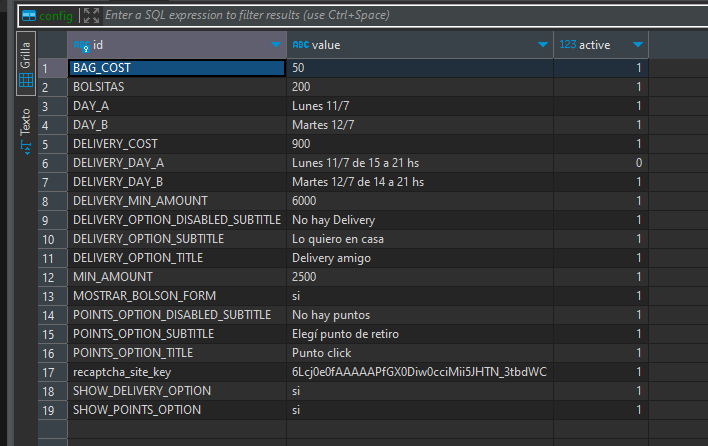 config Enter a SQL expression to filter results (use Ctrl+Space)
Grilla
Texto
ABC id ABC value 123 active
1 BAG_COST 50 1
2 BOLSITAS 200 1
3 DAY_A Lunes 11/7 1
4 DAY_B Martes 12/7 1
5 DELIVERY_COST 900 1
6 DELIVERY_DAY_A Lunes 11/7 de 15 a 21 hs 0
7 DELIVERY_DAY_B Martes 12/7 de 14 a 21 hs 1
8 DELIVERY_MIN_AMOUNT 6000 1
9 DELIVERY_OPTION_DISABLED_SUBTITLE No hay Delivery 1
10 DELIVERY_OPTION_SUBTITLE Lo quiero en casa 1
11 DELIVERY_OPTION_TITLE Delivery amigo 1
12 MIN_AMOUNT 2500 1
13 MOSTRAR_BOLSON_FORM si 1
14 POINTS_OPTION_DISABLED_SUBTITLE No hay puntos 1
15 POINTS_OPTION_SUBTITLE Elegí punto de retiro 1
16 POINTS_OPTION_TITLE Punto click 1
17 recaptcha_site_key 6Lcj0e0fAAAAAPfGX0Diw0cciMii5JHTN_3tbdWC 1
18 SHOW_DELIVERY_OPTION si 1
19 SHOW_POINTS_OPTION si 1